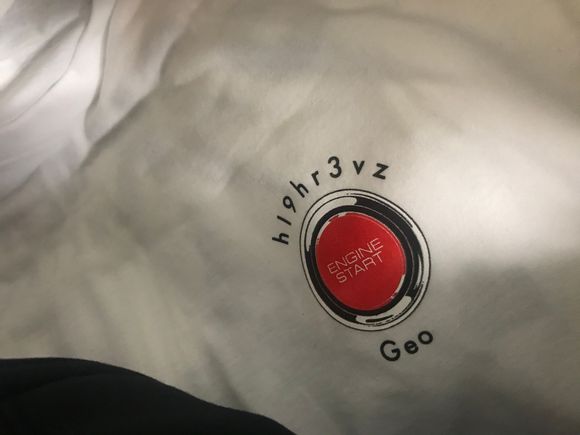 h19hr3vz
ENGINE
START
Geo